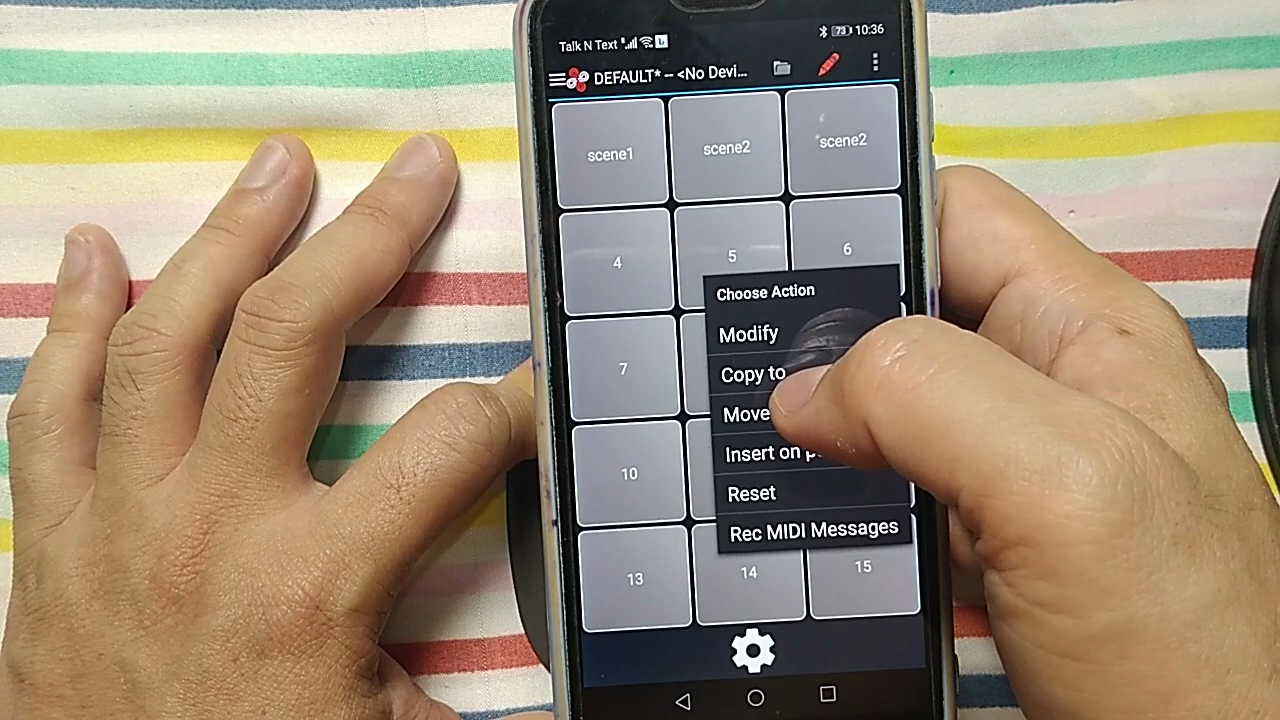 Talk N Text 73 10:36
DEFAULT* -- <No Devi...
scene1 scene2 scene2
4 5 6
Choose Action
Modify
Copy to
Move
Insert on
Reset
Rec MIDI Messages
7
10
13 14 15